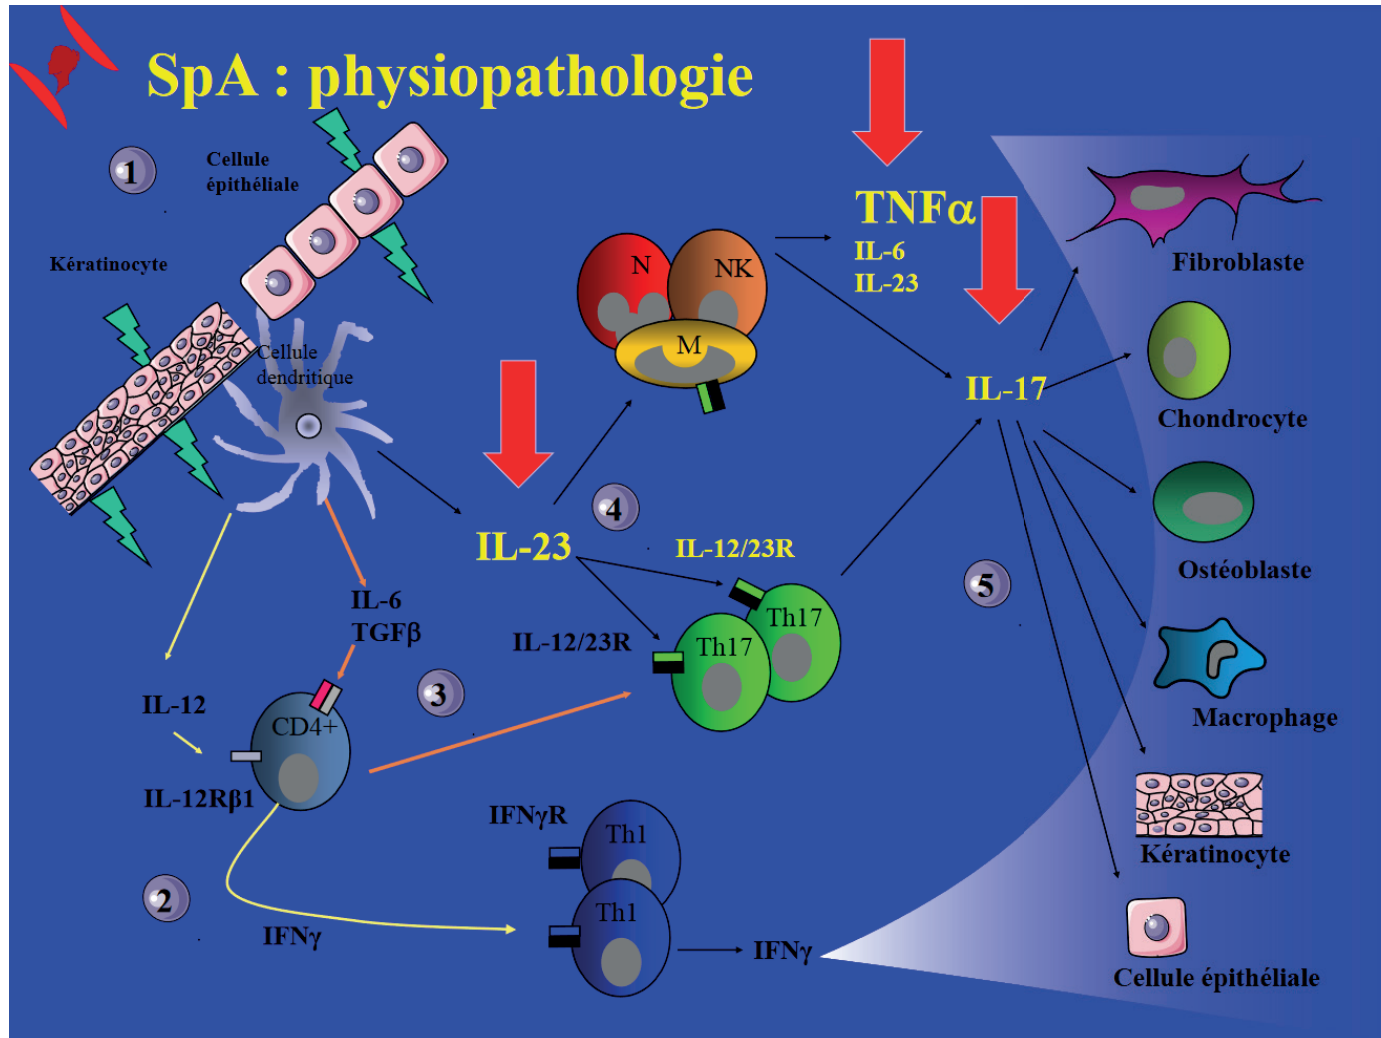 SpA : physiopathologie
1
Cellule
épithéliale
Kératinocyte
Cellule
dendritique
N
NK
M
TNFα
IL-6
IL-23
IL-17
Fibroblaste
Chondrocyte
Ostéoblaste
Macrophage
Kératinocyte
Cellule épithéliale
IL-23
4
IL-12/23R
IL-12/23R
Th17
Th17
5
IL-6
TGFβ
3
IL-12
CD4+
IL-12Rβ1
2
IFNγ
IFNγR
Th1
Th1
IFNγ